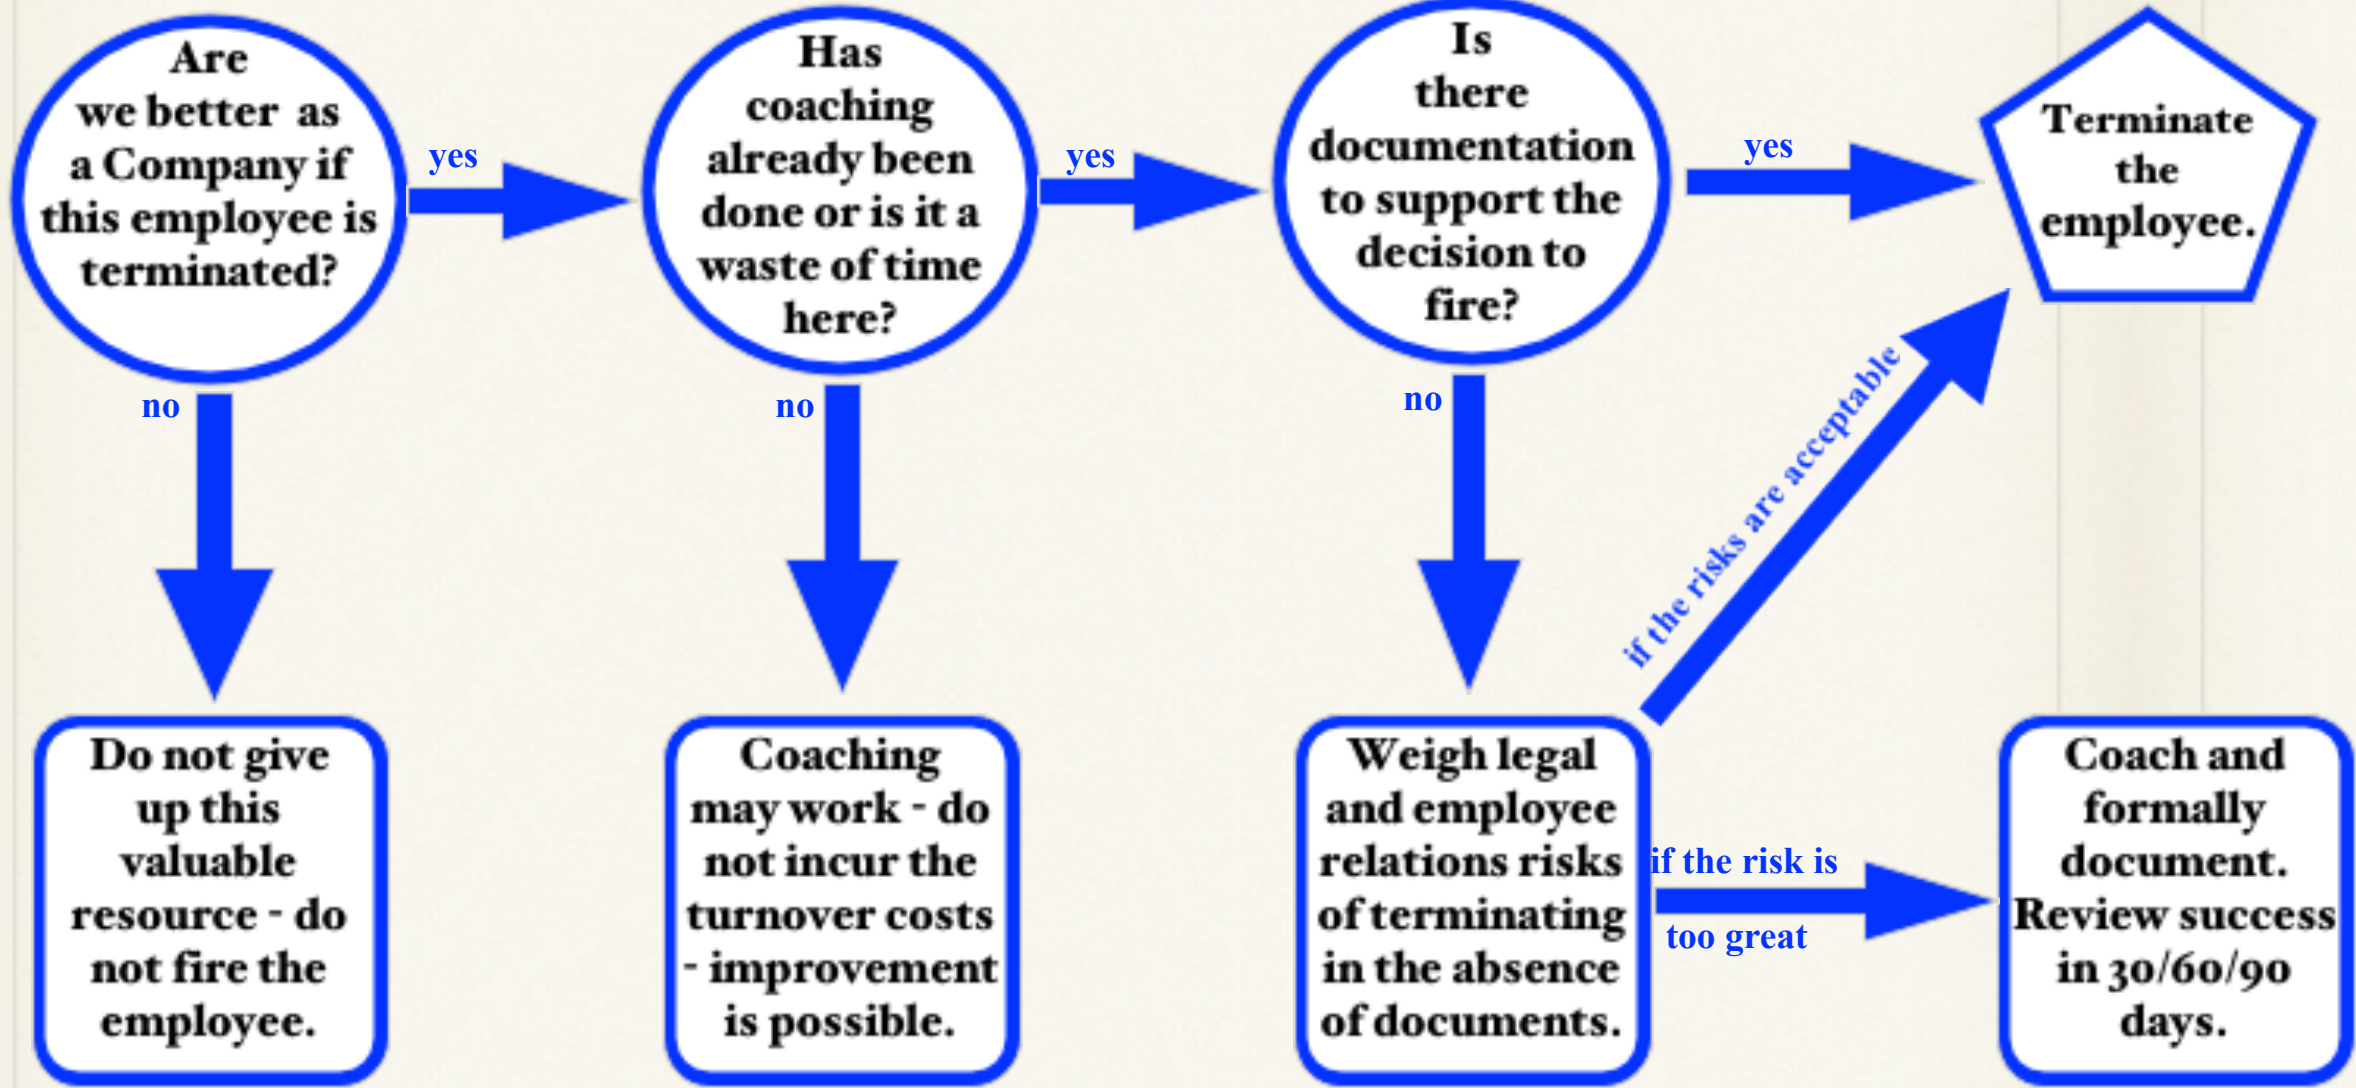 Are
we better as
a Company if
this employee is
terminated?
yes
Has
coaching
already been
done or is it a
waste of time
here?
yes
Is
there
documentation
to support the
decision to
fire?
yes
Terminate
the
employee.
no
no
no
if the risks are acceptable
Do not give
up this
valuable
resource - do
not fire the
employee.
Coaching
may work - do
not incur the
turnover costs
- improvement
is possible.
Weigh legal
and employee
relations risks
of terminating
in the absence
of documents.
if the risk is
too great
Coach and
formally
document.
Review success
in 30/60/90
days.